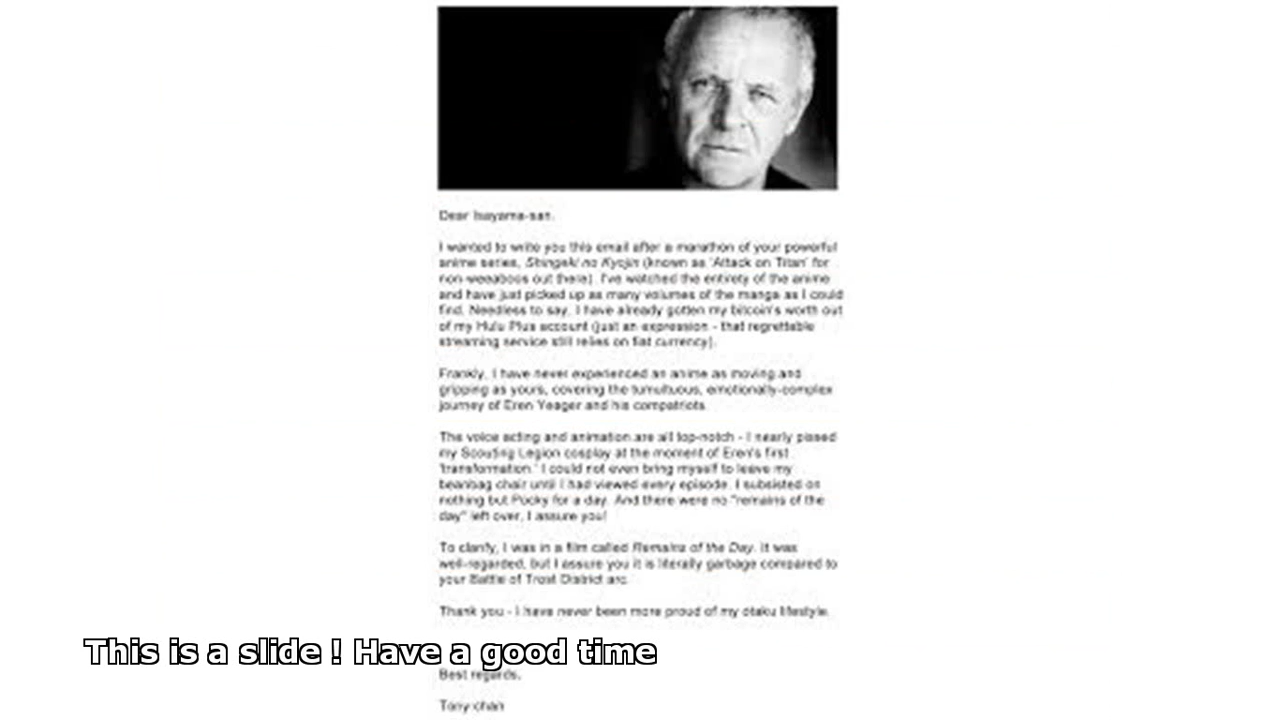 Dear Isayama-san,
I wanted to write you this email after a marathon of your powerful
anime series, Shingeki no Kyojin (known as 'Attack on Titan' for
non-weeaboos out there). I've watched the entirety of the anime
and have just picked up as many volumes of the manga as I could
find. Needless to say, I have already gotten my bitcoin's worth out
of my Hulu Plus account (just an expression - that regrettable
streaming service still relies on fiat currency).
Frankly, I have never experienced an anime as moving and
gripping as yours, covering the tumultuous, emotionally-complex
journey of Eren Yeager and his compatriots.
The voice acting and animation are all top-notch - I nearly pissed
my Scouting Legion cosplay at the moment of Eren's first
'transformation.' I could not even bring myself to leave my
beanbag chair until I had viewed every episode. I subsisted on
nothing but Pocky for a day. And there were no "remains of the
day" left over, I assure you!
To clarify, I was in a film called Remains of the Day. It was
well-regarded, but I assure you it is literally garbage compared to
your Battle of Trost District arc.
Thank you - I have never been more proud of my otaku lifestyle.
This is a slide ! Have a good time
Best regards,
Tony-chan